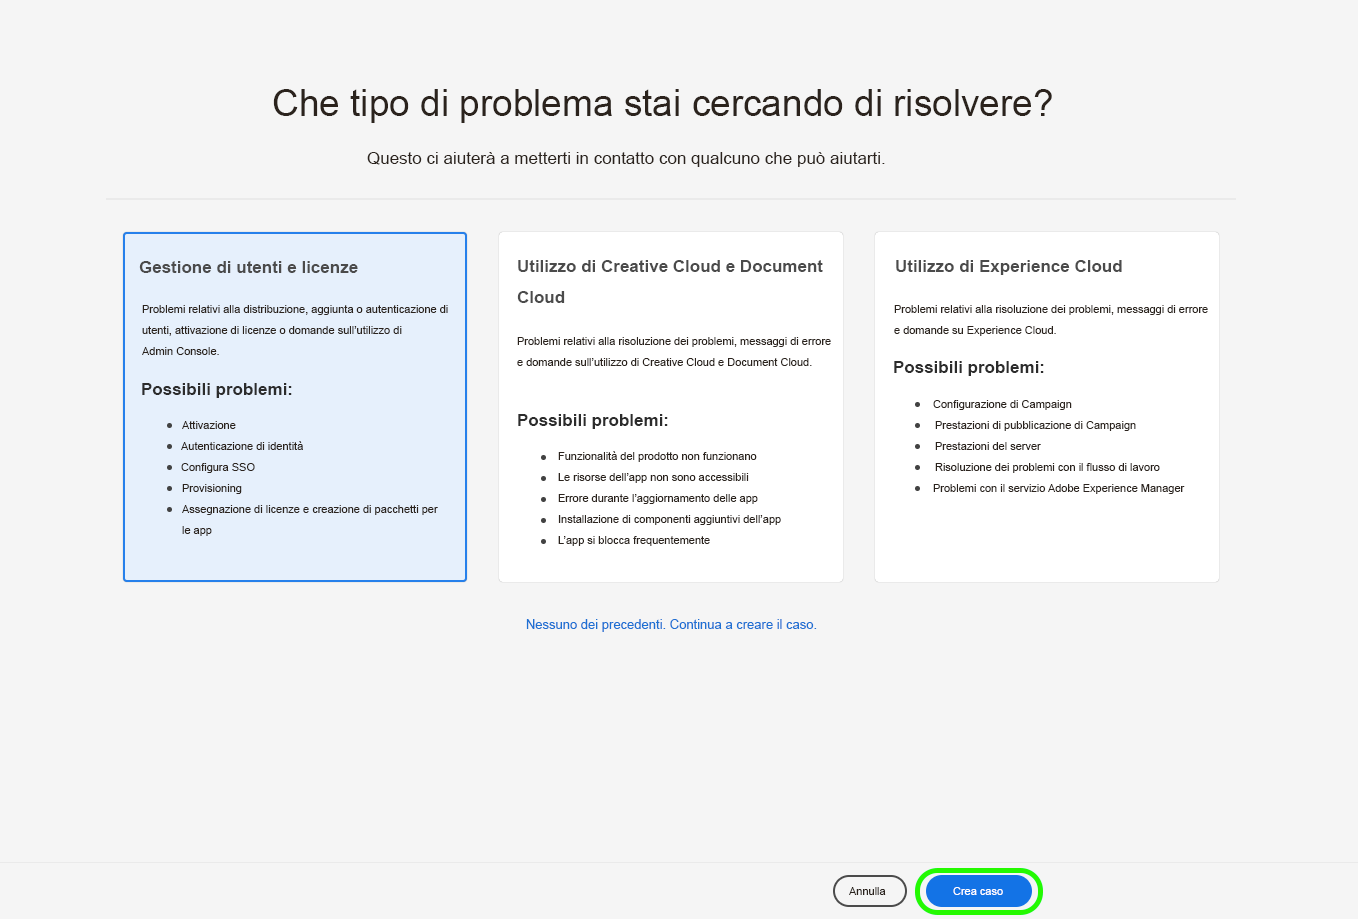 Che tipo di problema stai cercando di risolvere?
Questo ci aiuterà a metterti in contatto con qualcuno che può aiutarti.
Gestione di utenti e licenze
Problemi relativi alla distribuzione, aggiunta o autenticazione di
utenti, attivazione di licenze o domande sull'utilizzo di
Admin Console.
Possibili problemi:
Attivazione
Autenticazione di identità
Configura SSO
Provisioning
Assegnazione di licenze e creazione di pacchetti per
le app
Utilizzo di Creative Cloud e Document
Cloud
Problemi relativi alla risoluzione dei problemi, messaggi di errore
e domande sull'utilizzo di Creative Cloud e Document Cloud.
Possibili problemi:
Funzionalità del prodotto non funzionano
Le risorse dell'app non sono accessibili
Errore durante l'aggiornamento delle app
Installazione di componenti aggiuntivi dell'app
L'app si blocca frequentemente
Utilizzo di Experience Cloud
Problemi relativi alla risoluzione dei problemi, messaggi di errore
e domande su Experience Cloud.
Possibili problemi:
Configurazione di Campaign
Prestazioni di pubblicazione di Campaign
Prestazioni del server
Risoluzione dei problemi con il flusso di lavoro
Problemi con il servizio Adobe Experience Manager
Nessuno dei precedenti. Continua a creare il caso.
Annulla
Crea caso